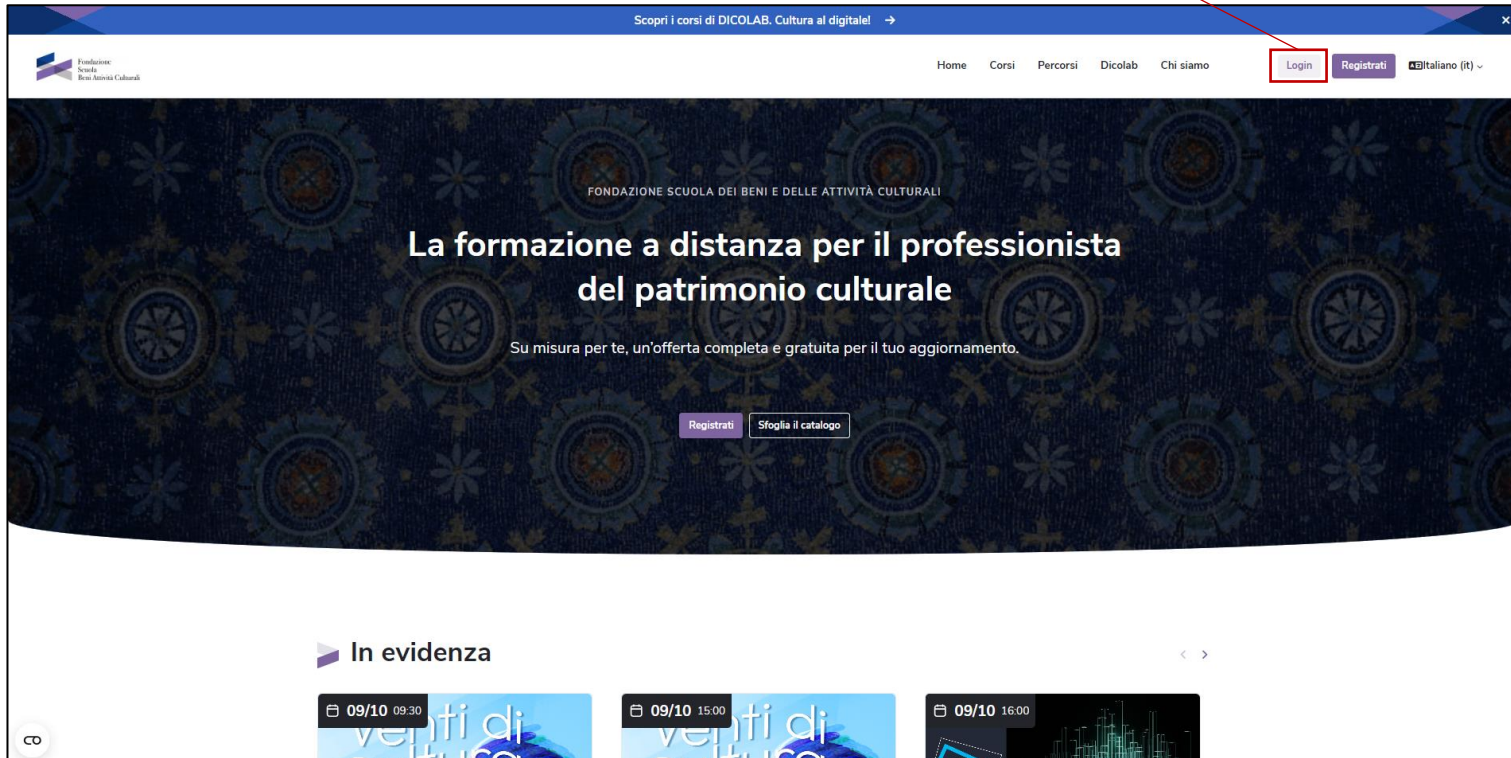 Scopri i corsi di DICOLAB. Cultura al digitale! →
Fondazione
Scuola
Beni Attività Culturali
Home Corsi Percorsi Dicolab Chi siamo Login Registrati Italiano (it)
FONDAZIONE SCUOLA DEI BENI E DELLE ATTIVITÀ CULTURALI
La formazione a distanza per il professionista
del patrimonio culturale
Su misura per te, un'offerta completa e gratuita per il tuo aggiornamento.
Registrati Sfoglia il catalogo
In evidenza
09/10 09:30 09/10 15:00 09/10 16:00